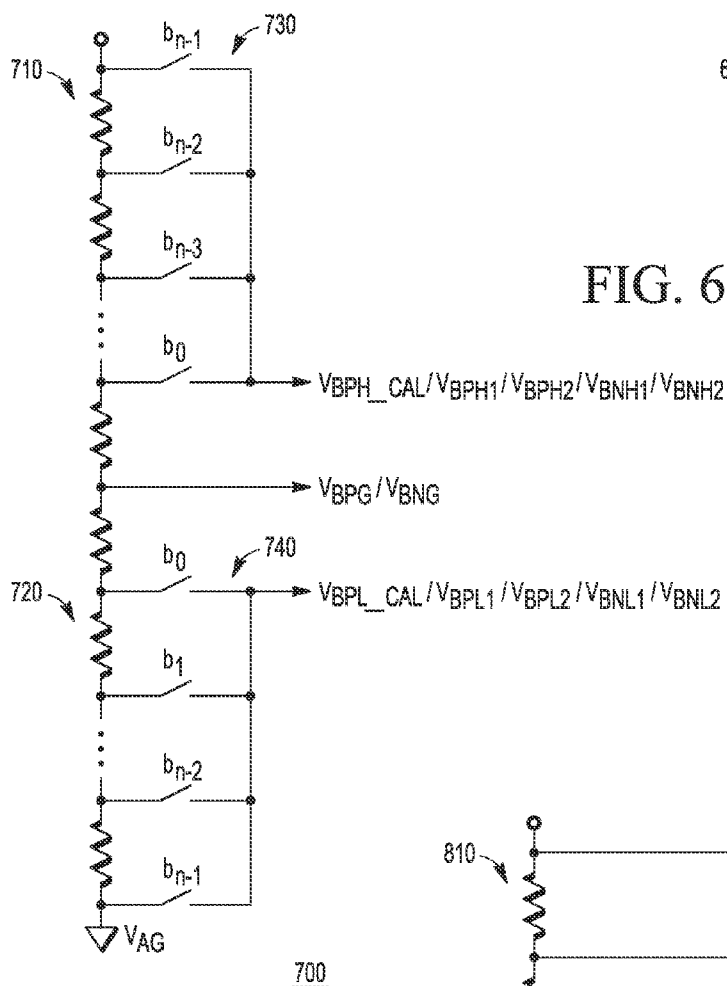 b_{n-1} 730
6
710
b_{n-2}
b_{n-3}
FIG. 6
b_0
V_{BPH_CAL}/V_{BPH1}/V_{BPH2}/V_{BNH1}/V_{BNH2}
V_{BPG}/V_{BNG}
b_0 740
720
V_{BPL_CAL}/V_{BPL1}/V_{BPL2}/V_{BNL1}/V_{BNL2}
b_1
b_{n-2}
810
b_{n-1}
V_{AG}
700